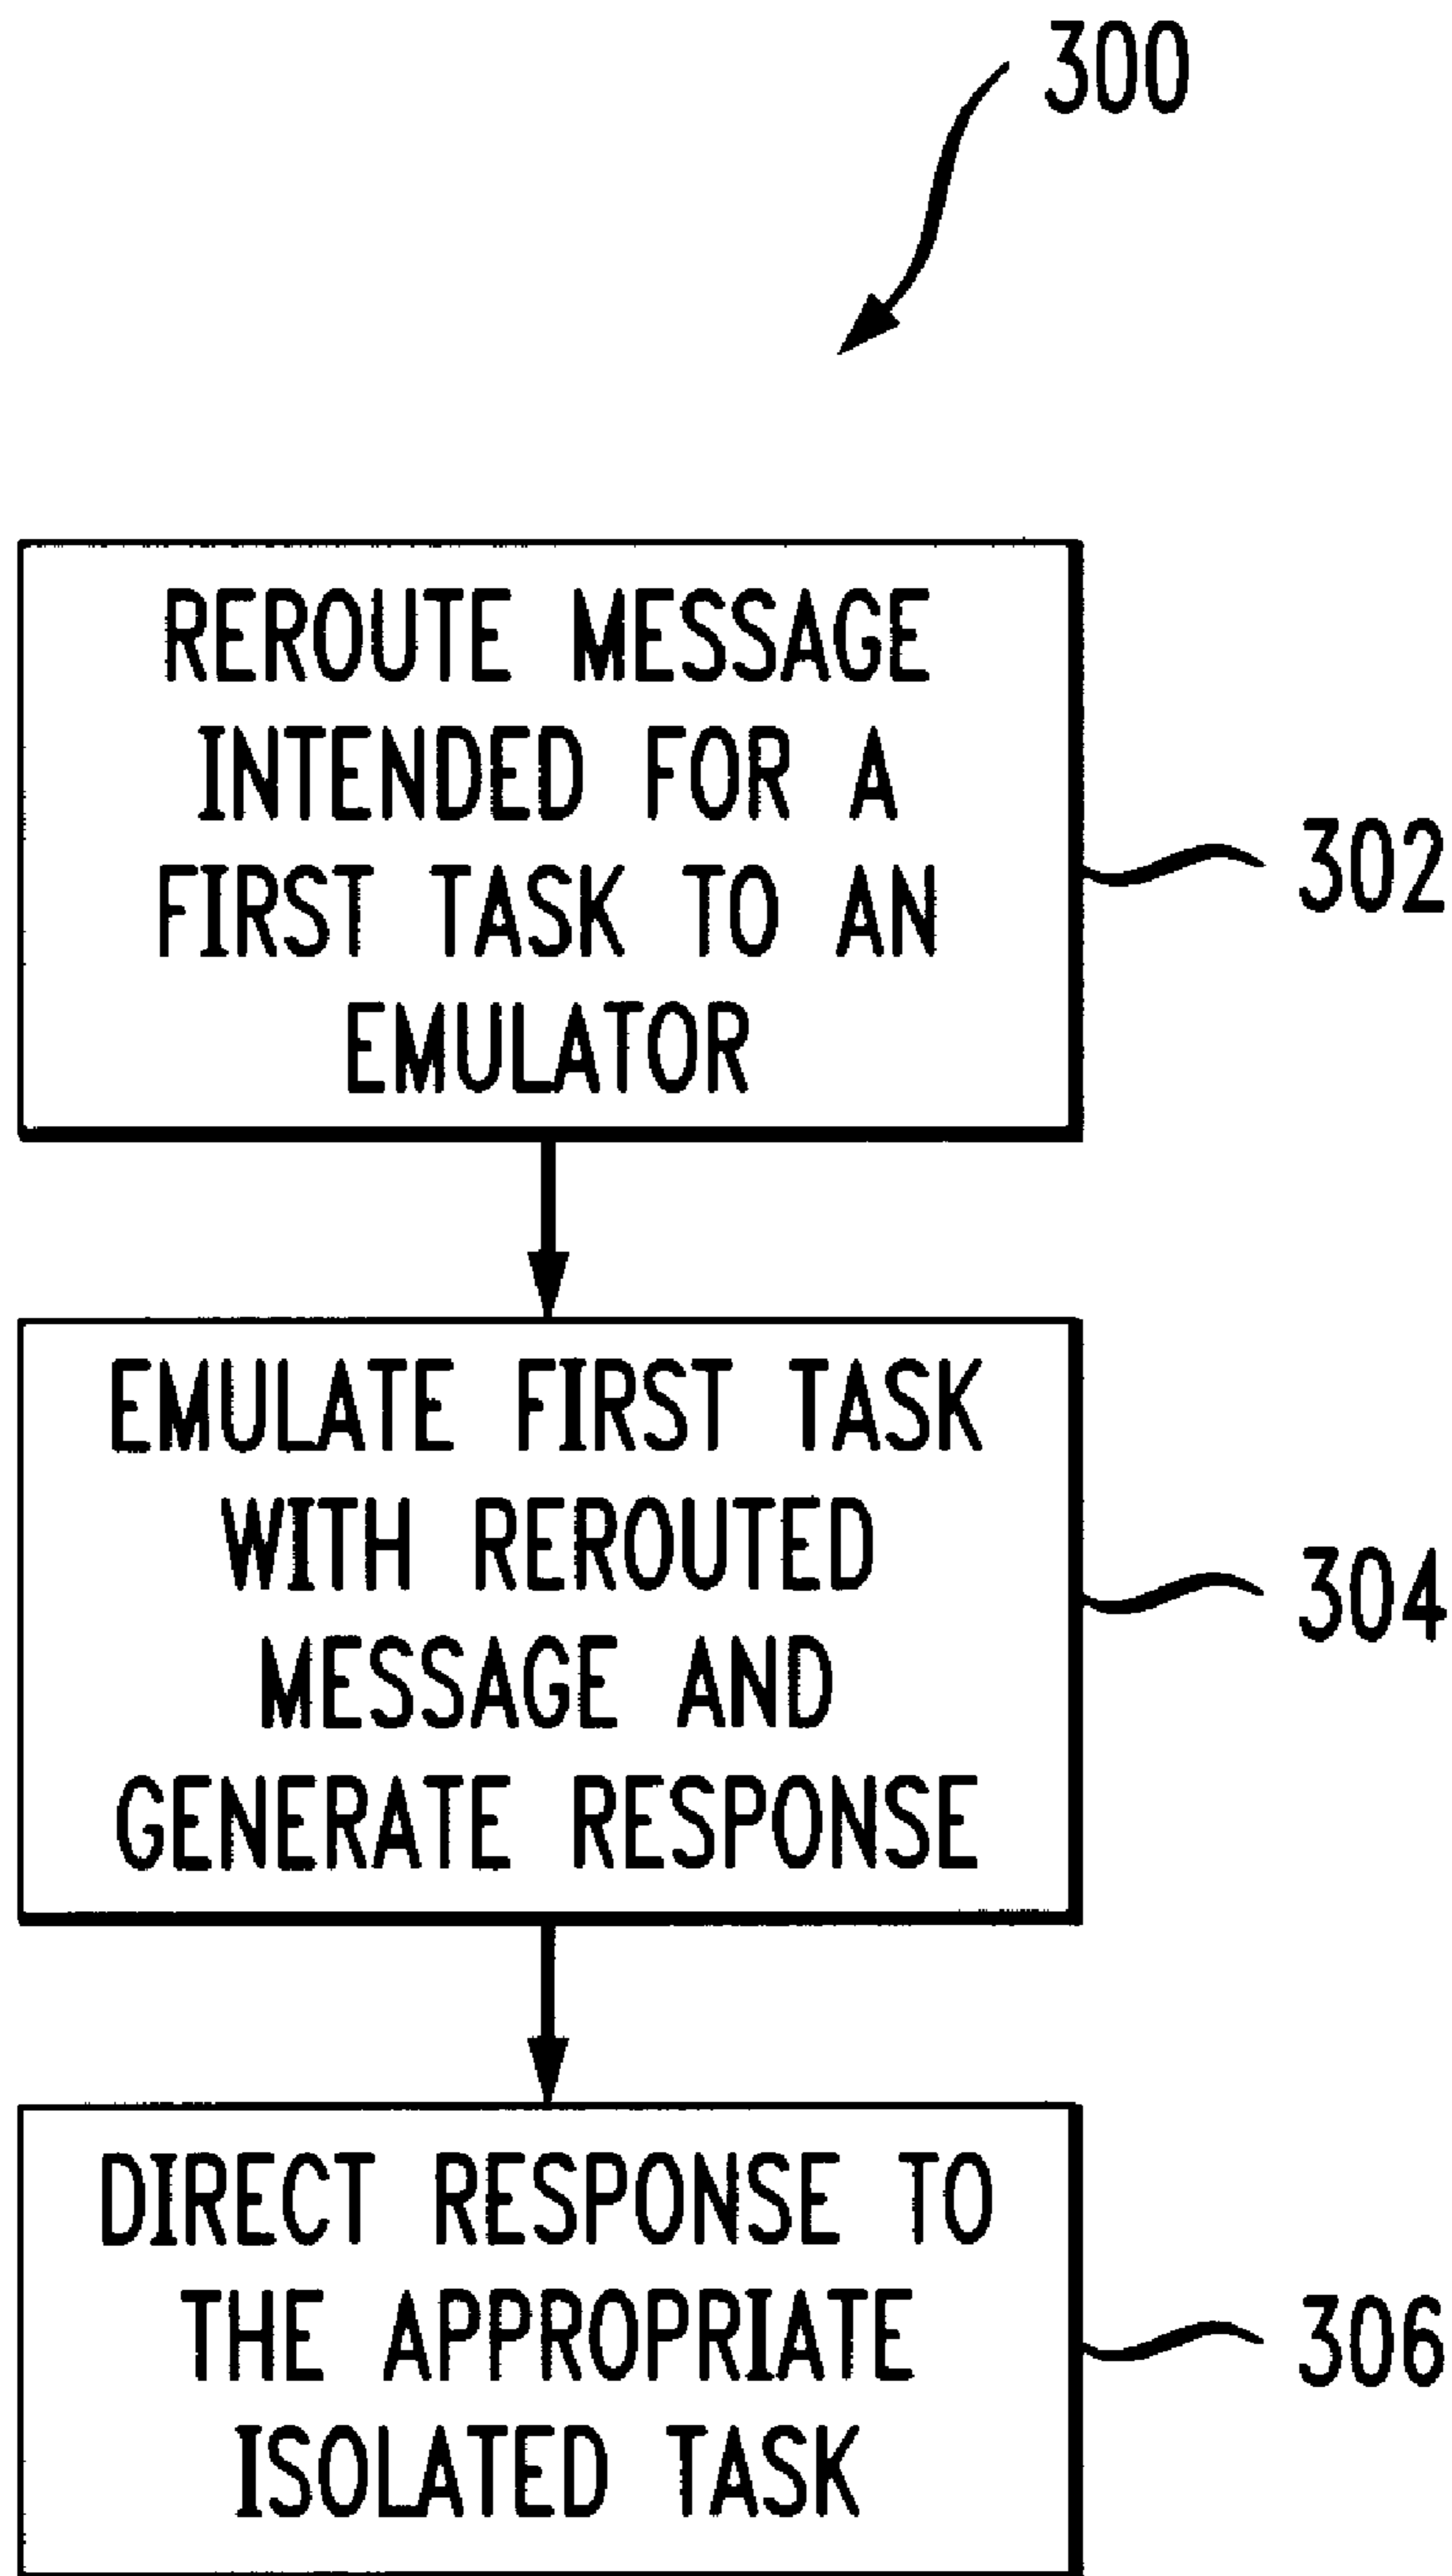 300
REROUTE MESSAGE
INTENDED FOR A
FIRST TASK TO AN
EMULATOR
302
EMULATE FIRST TASK
WITH REROUTED
MESSAGE AND
GENERATE RESPONSE
304
DIRECT RESPONSE TO
THE APPROPRIATE
ISOLATED TASK
306